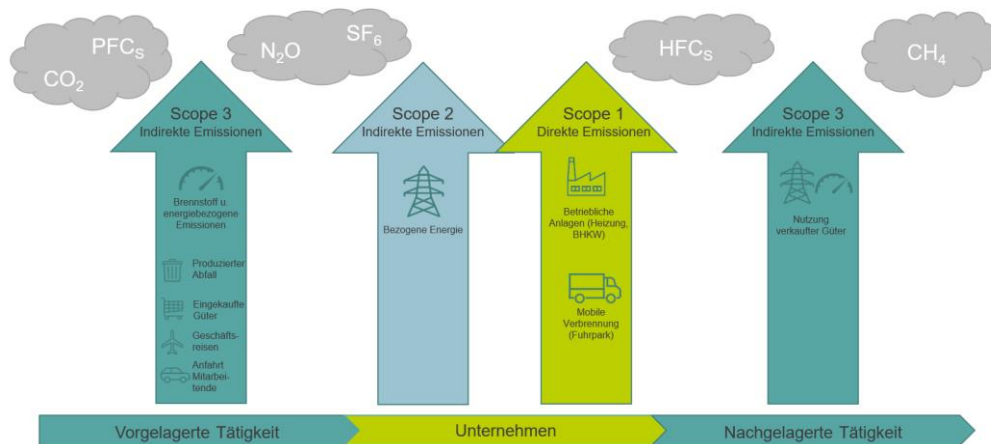 PFCs
CO₂
N₂O
SF₆
HFCs
CH₄
Scope 3
Indirekte Emissionen
Brennstoff u.
energiebezogene
Emissionen
Produzierter
Abfall
Eingekaufte
Güter
Geschäfts-
reisen
Anfahrt
Mitarbei-
tende
Scope 2
Indirekte Emissionen
Bezogene Energie
Scope 1
Direkte Emissionen
Betriebliche
Anlagen (Heizung,
BHKW)
Mobile
Verbrennung
(Fuhrpark)
Scope 3
Indirekte Emissionen
Nutzung
verkaufter Güter
Vorgelagerte Tätigkeit
Unternehmen
Nachgelagerte Tätigkeit